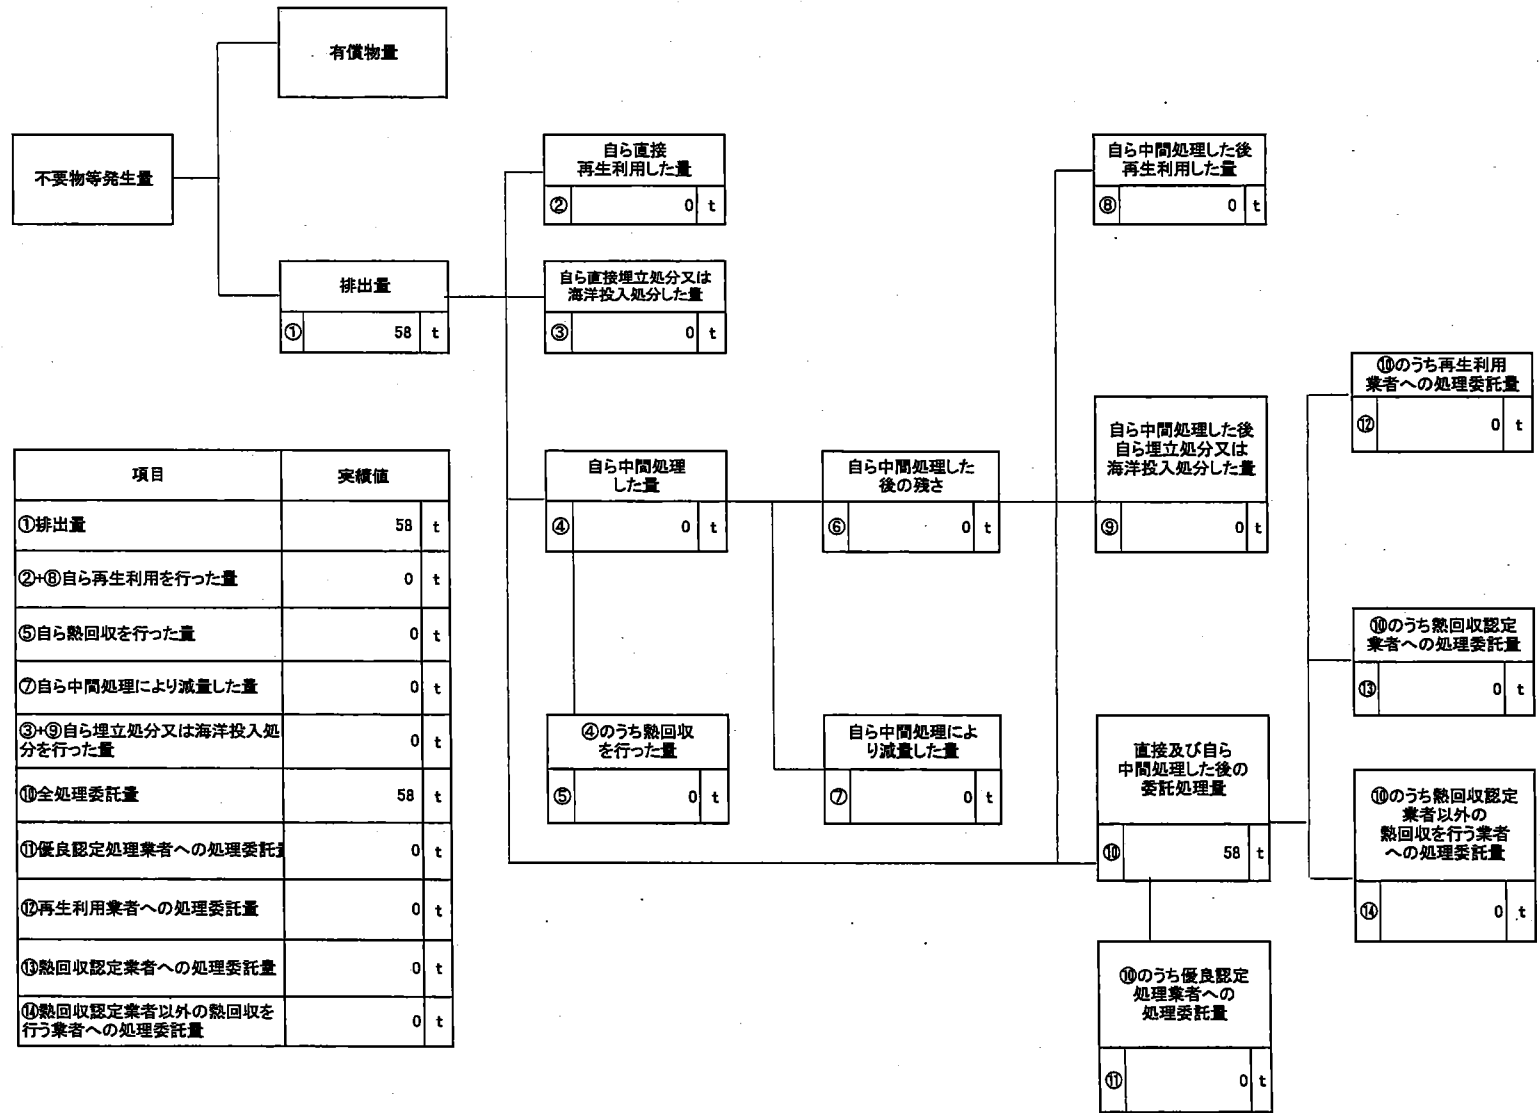 有償物量
不要物等発生量
排出量
① 58 t
自ら直接
再生利用した量
② 0 t
自ら直接埋立処分又は
海洋投入処分した量
③ 0 t
自ら中間処理
した量
④ 0 t
④のうち熱回収
を行った量
⑤ 0 t
自ら中間処理した
後の残さ
⑥ 0 t
自ら中間処理によ
り減量した量
⑦ 0 t
自ら中間処理した後
再生利用した量
⑧ 0 t
自ら中間処理した後
自ら埋立処分又は
海洋投入処分した量
⑨ 0 t
直接及び自ら
中間処理した後の
委託処理量
⑩ 58 t
⑩のうち優良認定
処理業者への
処理委託量
⑪ 0 t
⑩のうち再生利用
業者への処理委託量
⑫ 0 t
⑩のうち熱回収認定
業者への処理委託量
⑬ 0 t
⑩のうち熱回収認定
業者以外の
熱回収を行う業者
への処理委託量
⑭ 0 t
項目 実績値
①排出量 58 t
②+⑧自ら再生利用を行った量 0 t
⑤自ら熱回収を行った量 0 t
⑦自ら中間処理により減量した量 0 t
③+⑨自ら埋立処分又は海洋投入処
分を行った量 0 t
⑩全処理委託量 58 t
⑪優良認定処理業者への処理委託 0 t
⑫再生利用業者への処理委託量 0 t
⑬熱回収認定業者への処理委託量 0 t
⑭熱回収認定業者以外の熱回収を
行う業者への処理委託量 0 t